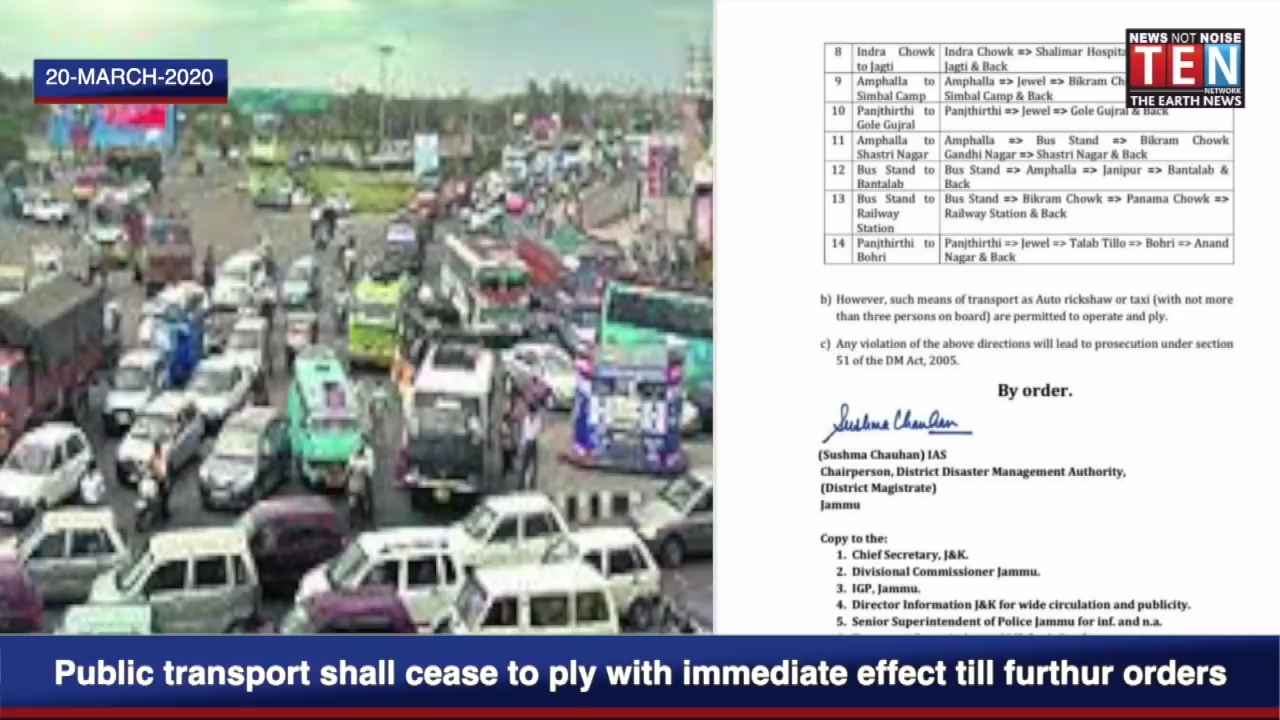 20-MARCH-2020
NEWS NOT NOISE
TEN
NETWORK
THE EARTH NEWS
8 Indra Chowk Indra Chowk => Shalimar
to Jagti Jagti & Back
9 Amphalla to Amphalla => Jewel => Bikram
Simbal Camp Simbal Camp & Back
10 Panjthirthi to Panjthirthi => Jewel => Gole Gujral & Back
Gole Gujral
11 Amphalla to Amphalla => Bus Stand => Bikram Chowk
Shastri Nagar Gandhi Nagar => Shastri Nagar & Back
12 Bus Stand to Bus Stand => Amphalla => Janipur => Bantalab &
Bantalab Back
13 Bus Stand to Bus Stand => Bikram Chowk => Panama Chowk =>
Railway Railway Station & Back
Station
14 Panjthirthi to Panjthirthi => Jewel => Talab Tillo => Bohri => Anand
Bohri Nagar & Back
b) However, such means of transport as Auto rickshaw or taxi (with not more
than three persons on board) are permitted to operate and ply.
c) Any violation of the above directions will lead to prosecution under section
51 of the DM Act, 2005.
By order.
Sushma Chauhan
(Sushma Chauhan) IAS
Chairperson, District Disaster Management Authority,
(District Magistrate)
Jammu
Copy to the:
1. Chief Secretary, J&K.
2. Divisional Commissioner Jammu.
3. IGP, Jammu.
4. Director Information J&K for wide circulation and publicity.
5. Senior Superintendent of Police Jammu for inf. and n.a.
Public transport shall cease to ply with immediate effect till furthur orders